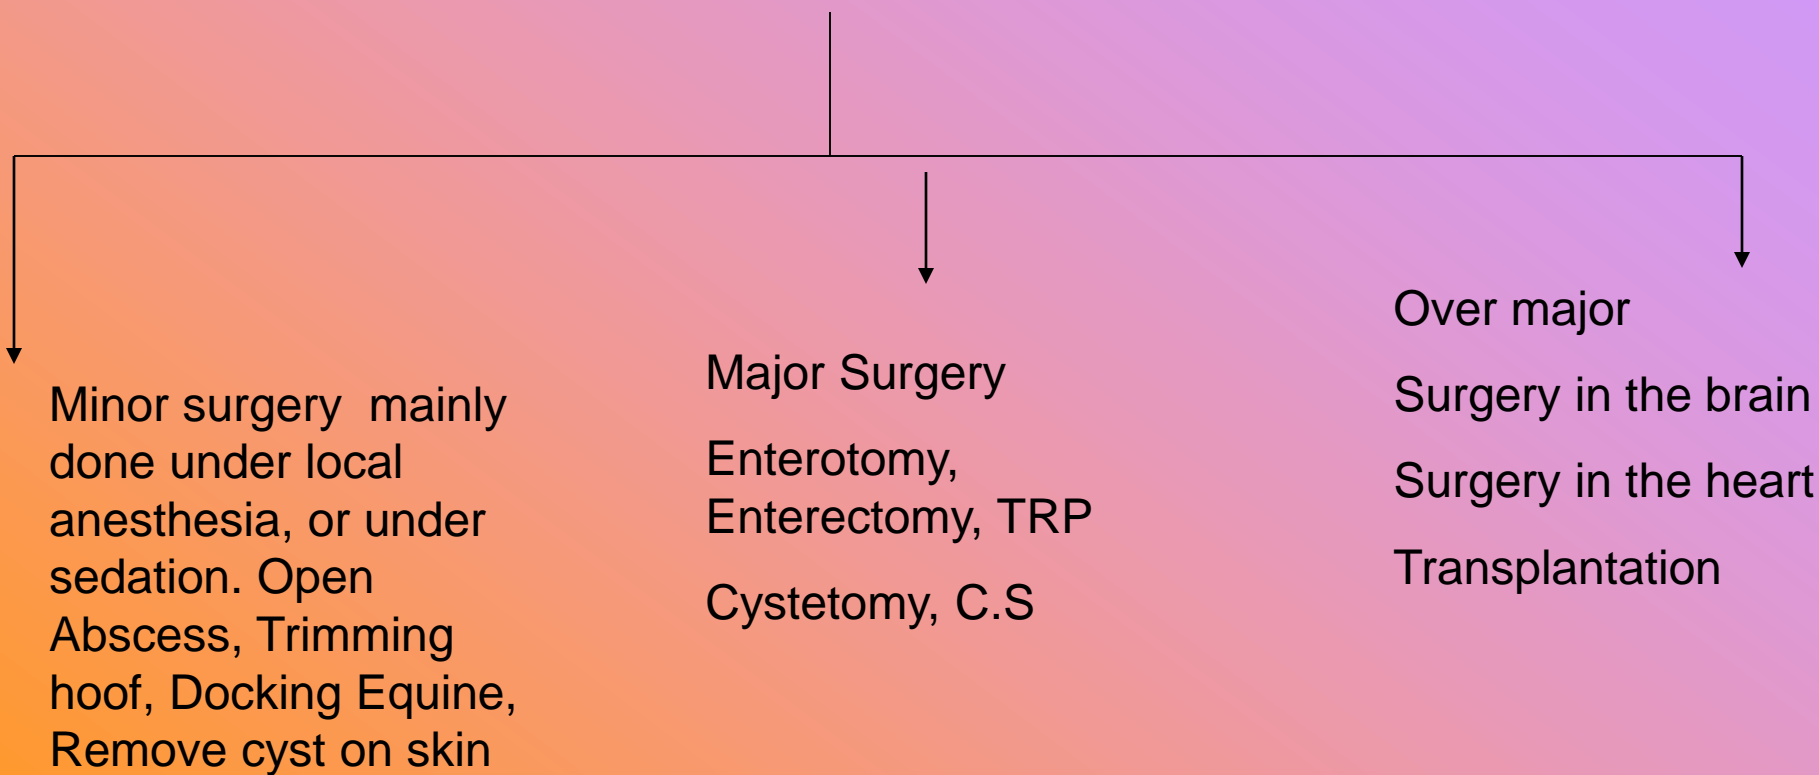 Minor surgery  mainly
done under local
anesthesia, or under
sedation. Open
Abscess, Trimming
hoof, Docking Equine,
Remove cyst on skin
Major Surgery
Enterotomy,
Enterectomy, TRP
Cystetomy, C.S
Over major
Surgery in the brain
Surgery in the heart
Transplantation